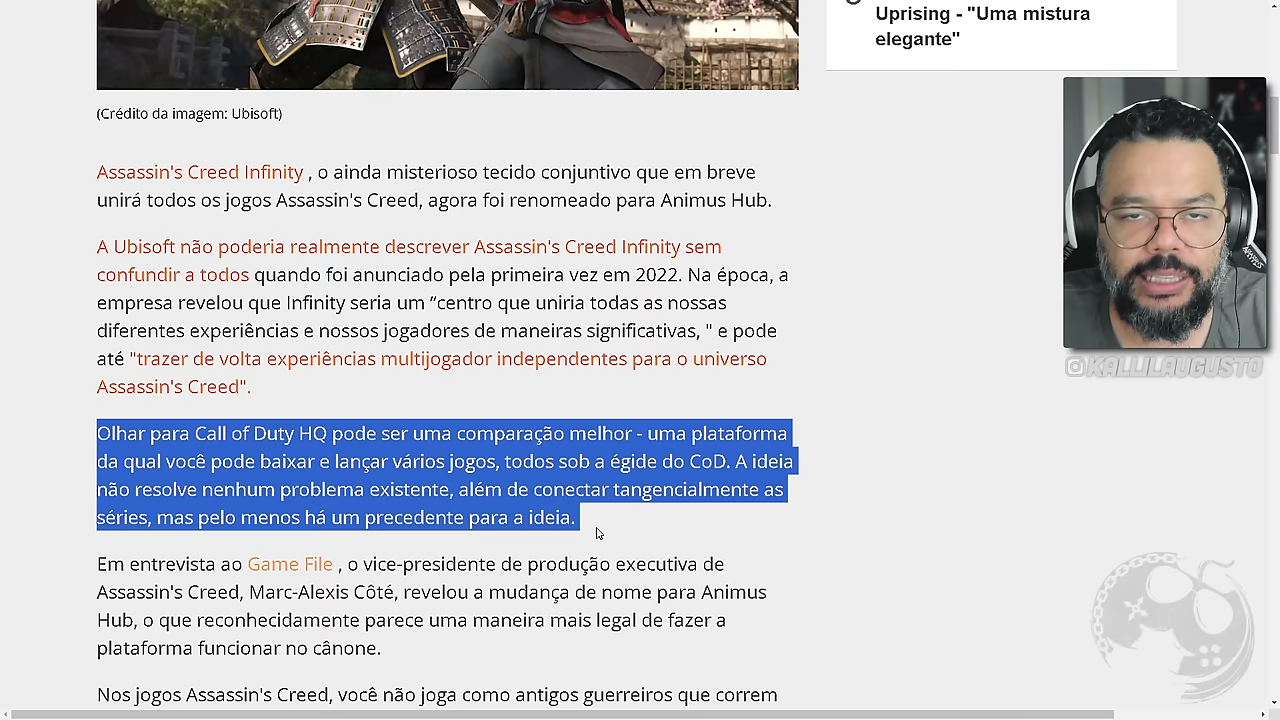 Uprising - "Uma mistura
elegante"
(Crédito da imagem: Ubisoft)
Assassin's Creed Infinity , o ainda misterioso tecido conjuntivo que em breve
unirá todos os jogos Assassin's Creed, agora foi renomeado para Animus Hub.
A Ubisoft não poderia realmente descrever Assassin's Creed Infinity sem
confundir a todos quando foi anunciado pela primeira vez em 2022. Na época, a
empresa revelou que Infinity seria um “centro que uniria todas as nossas
diferentes experiências e nossos jogadores de maneiras significativas, " e pode
até "trazer de volta experiências multijogador independentes para o universo
Assassin's Creed".
Olhar para Call of Duty HQ pode ser uma comparação melhor - uma plataforma
da qual você pode baixar e lançar vários jogos, todos sob a égide do CoD. A ideia
não resolve nenhum problema existente, além de conectar tangencialmente as
séries, mas pelo menos há um precedente para a ideia.
Em entrevista ao Game File , o vice-presidente de produção executiva de
Assassin's Creed, Marc-Alexis Côté, revelou a mudança de nome para Animus
Hub, o que reconhecidamente parece uma maneira mais legal de fazer a
plataforma funcionar no cânone.
Nos jogos Assassin's Creed, você não joga como antigos guerreiros que correm
@KALLILAUGUSTO